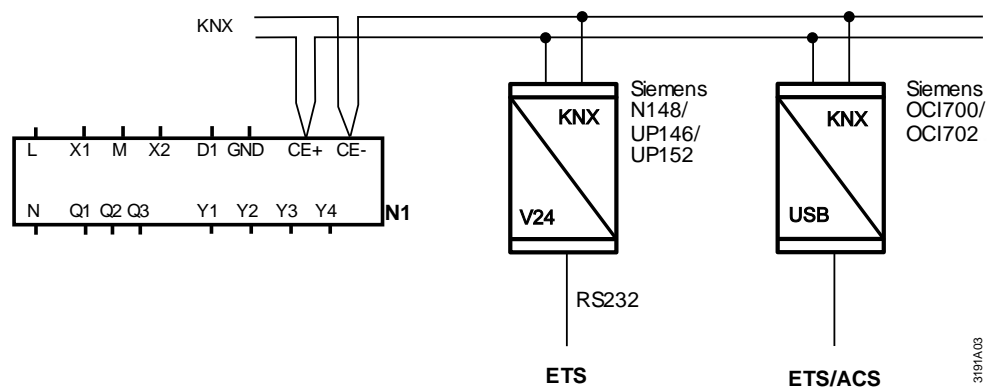 KNX
Siemens
N148/
UP146/
UP152
Siemens
OCI700/
OCI702
KNX
KNX
L X1 M X2 D1 GND CE+ CE-
N Q1 Q2 Q3 Y1 Y2 Y3 Y4 N1
V24
USB
RS232
ETS
ETS/ACS
3191A03